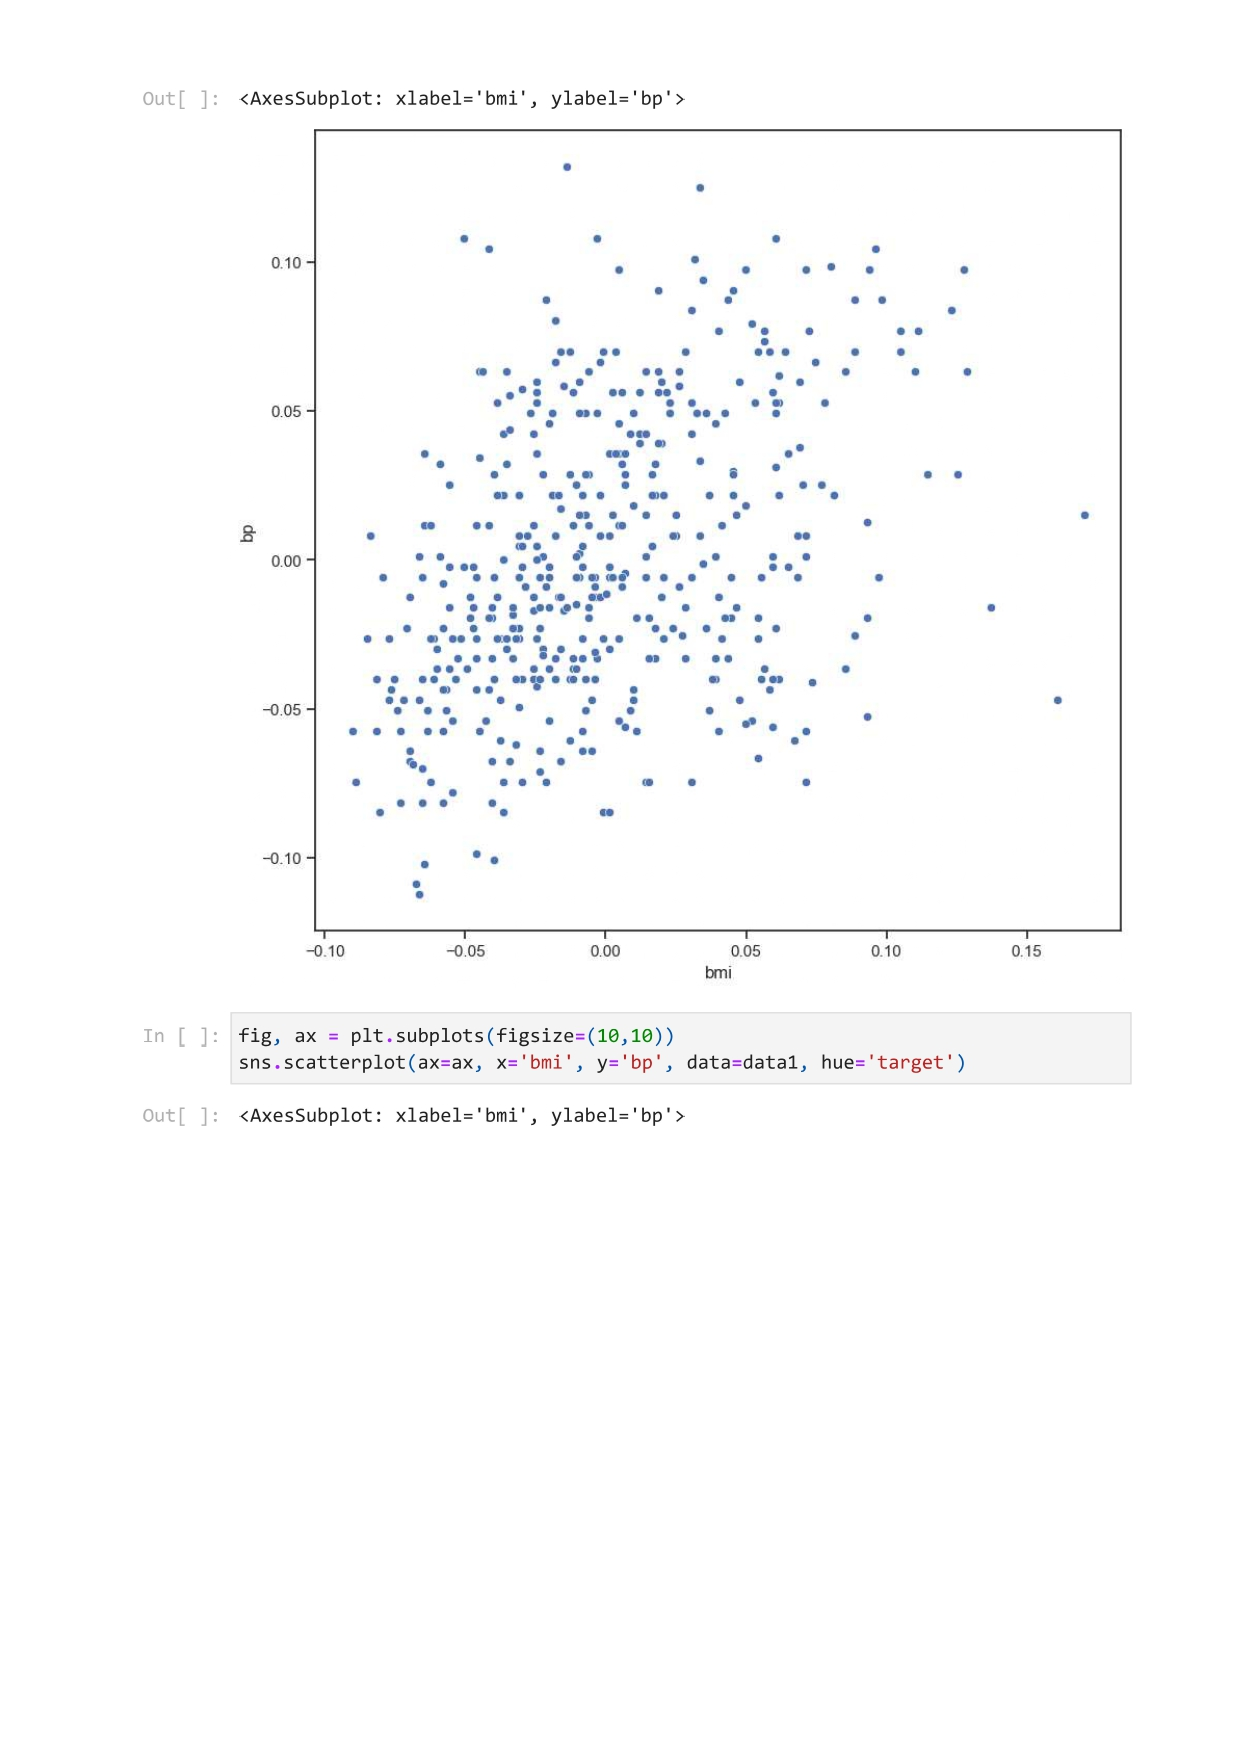 Out[ ]: <AxesSubplot: xlabel='bmi', ylabel='bp'>
0.10
0.05
0.00
−0.05
−0.10
bp
−0.10 −0.05 0.00 0.05 0.10 0.15
bmi
In [ ]: fig, ax = plt.subplots(figsize=(10,10))
sns.scatterplot(ax=ax, x='bmi', y='bp', data=data1, hue='target')
Out[ ]: <AxesSubplot: xlabel='bmi', ylabel='bp'>